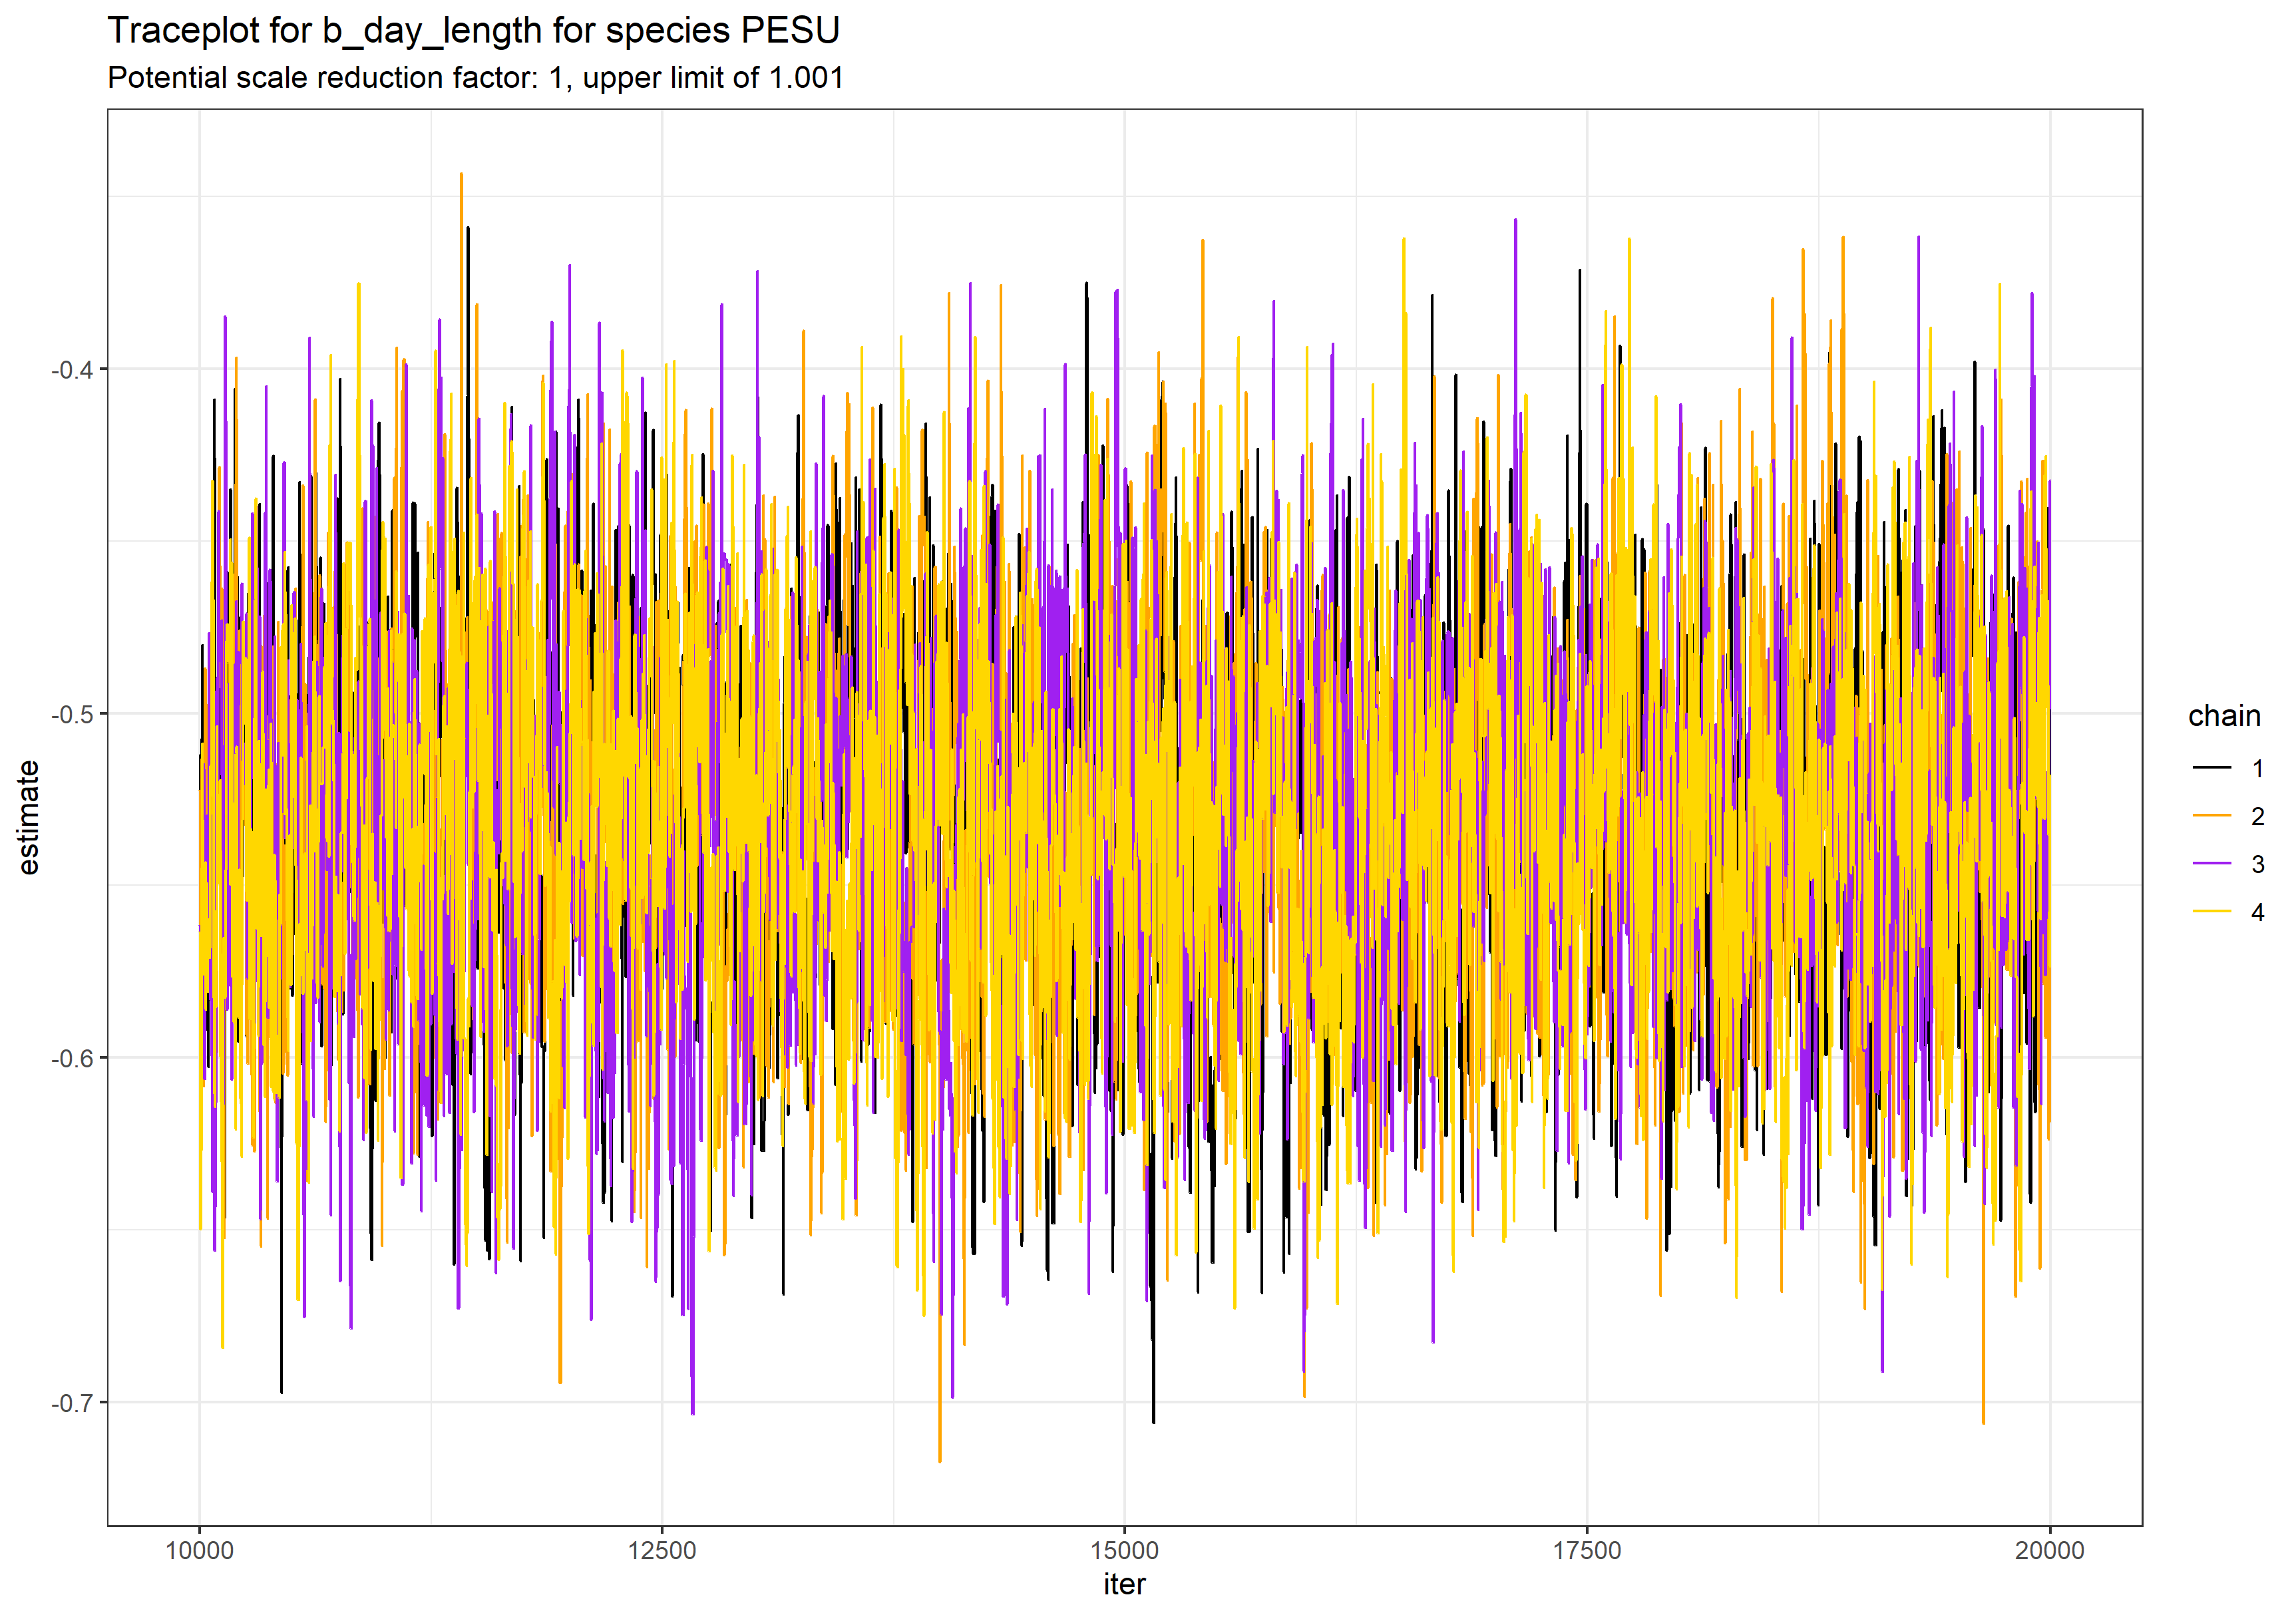 Traceplot for b_day_length for species PESU
Potential scale reduction factor: 1, upper limit of 1.001
-0.4
-0.5
-0.6
-0.7
estimate
10000
12500
15000
17500
20000
iter
chain
1
2
3
4